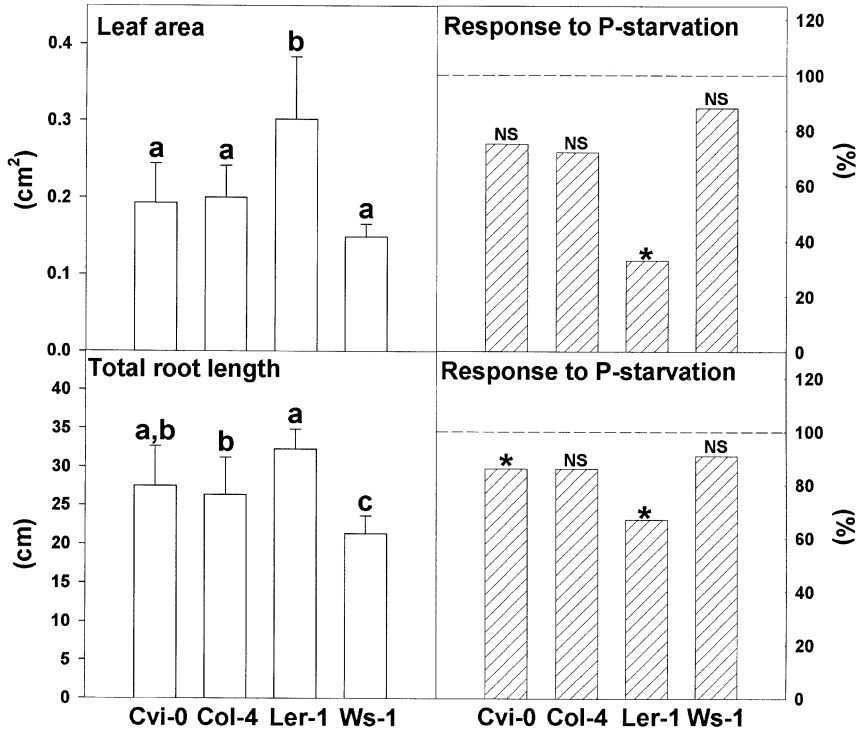 Leaf area
Response to P-starvation
0.4
0.3
0.2
0.1
0.0
(cm²)
a
a
b
a
NS
NS
*
NS
120
100
80
60
40
20
0
(%)
Total root length
Response to P-starvation
40
35
30
25
20
15
10
5
0
(cm)
a,b
b
a
c
*
NS
*
NS
120
100
80
60
40
20
0
(%)
Cvi-0 Col-4 Ler-1 Ws-1
Cvi-0 Col-4 Ler-1 Ws-1